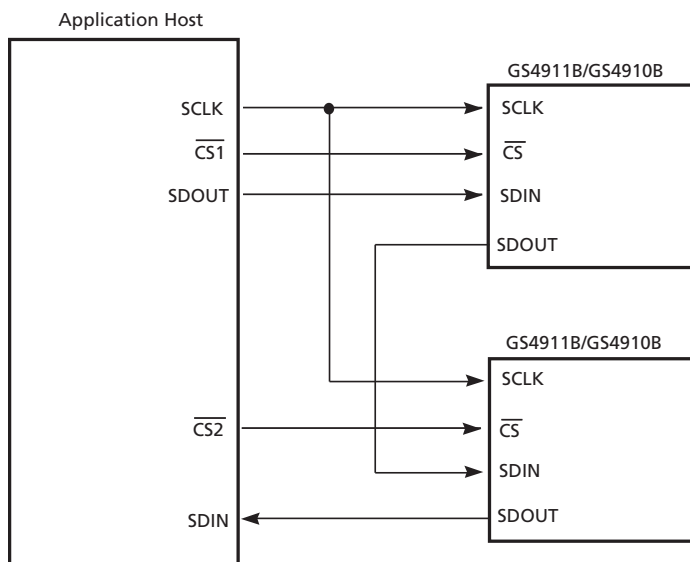 Application Host
SCLK
CS1
SDOUT
CS2
SDIN
GS4911B/GS4910B
SCLK
CS
SDIN
SDOUT
GS4911B/GS4910B
SCLK
CS
SDIN
SDOUT